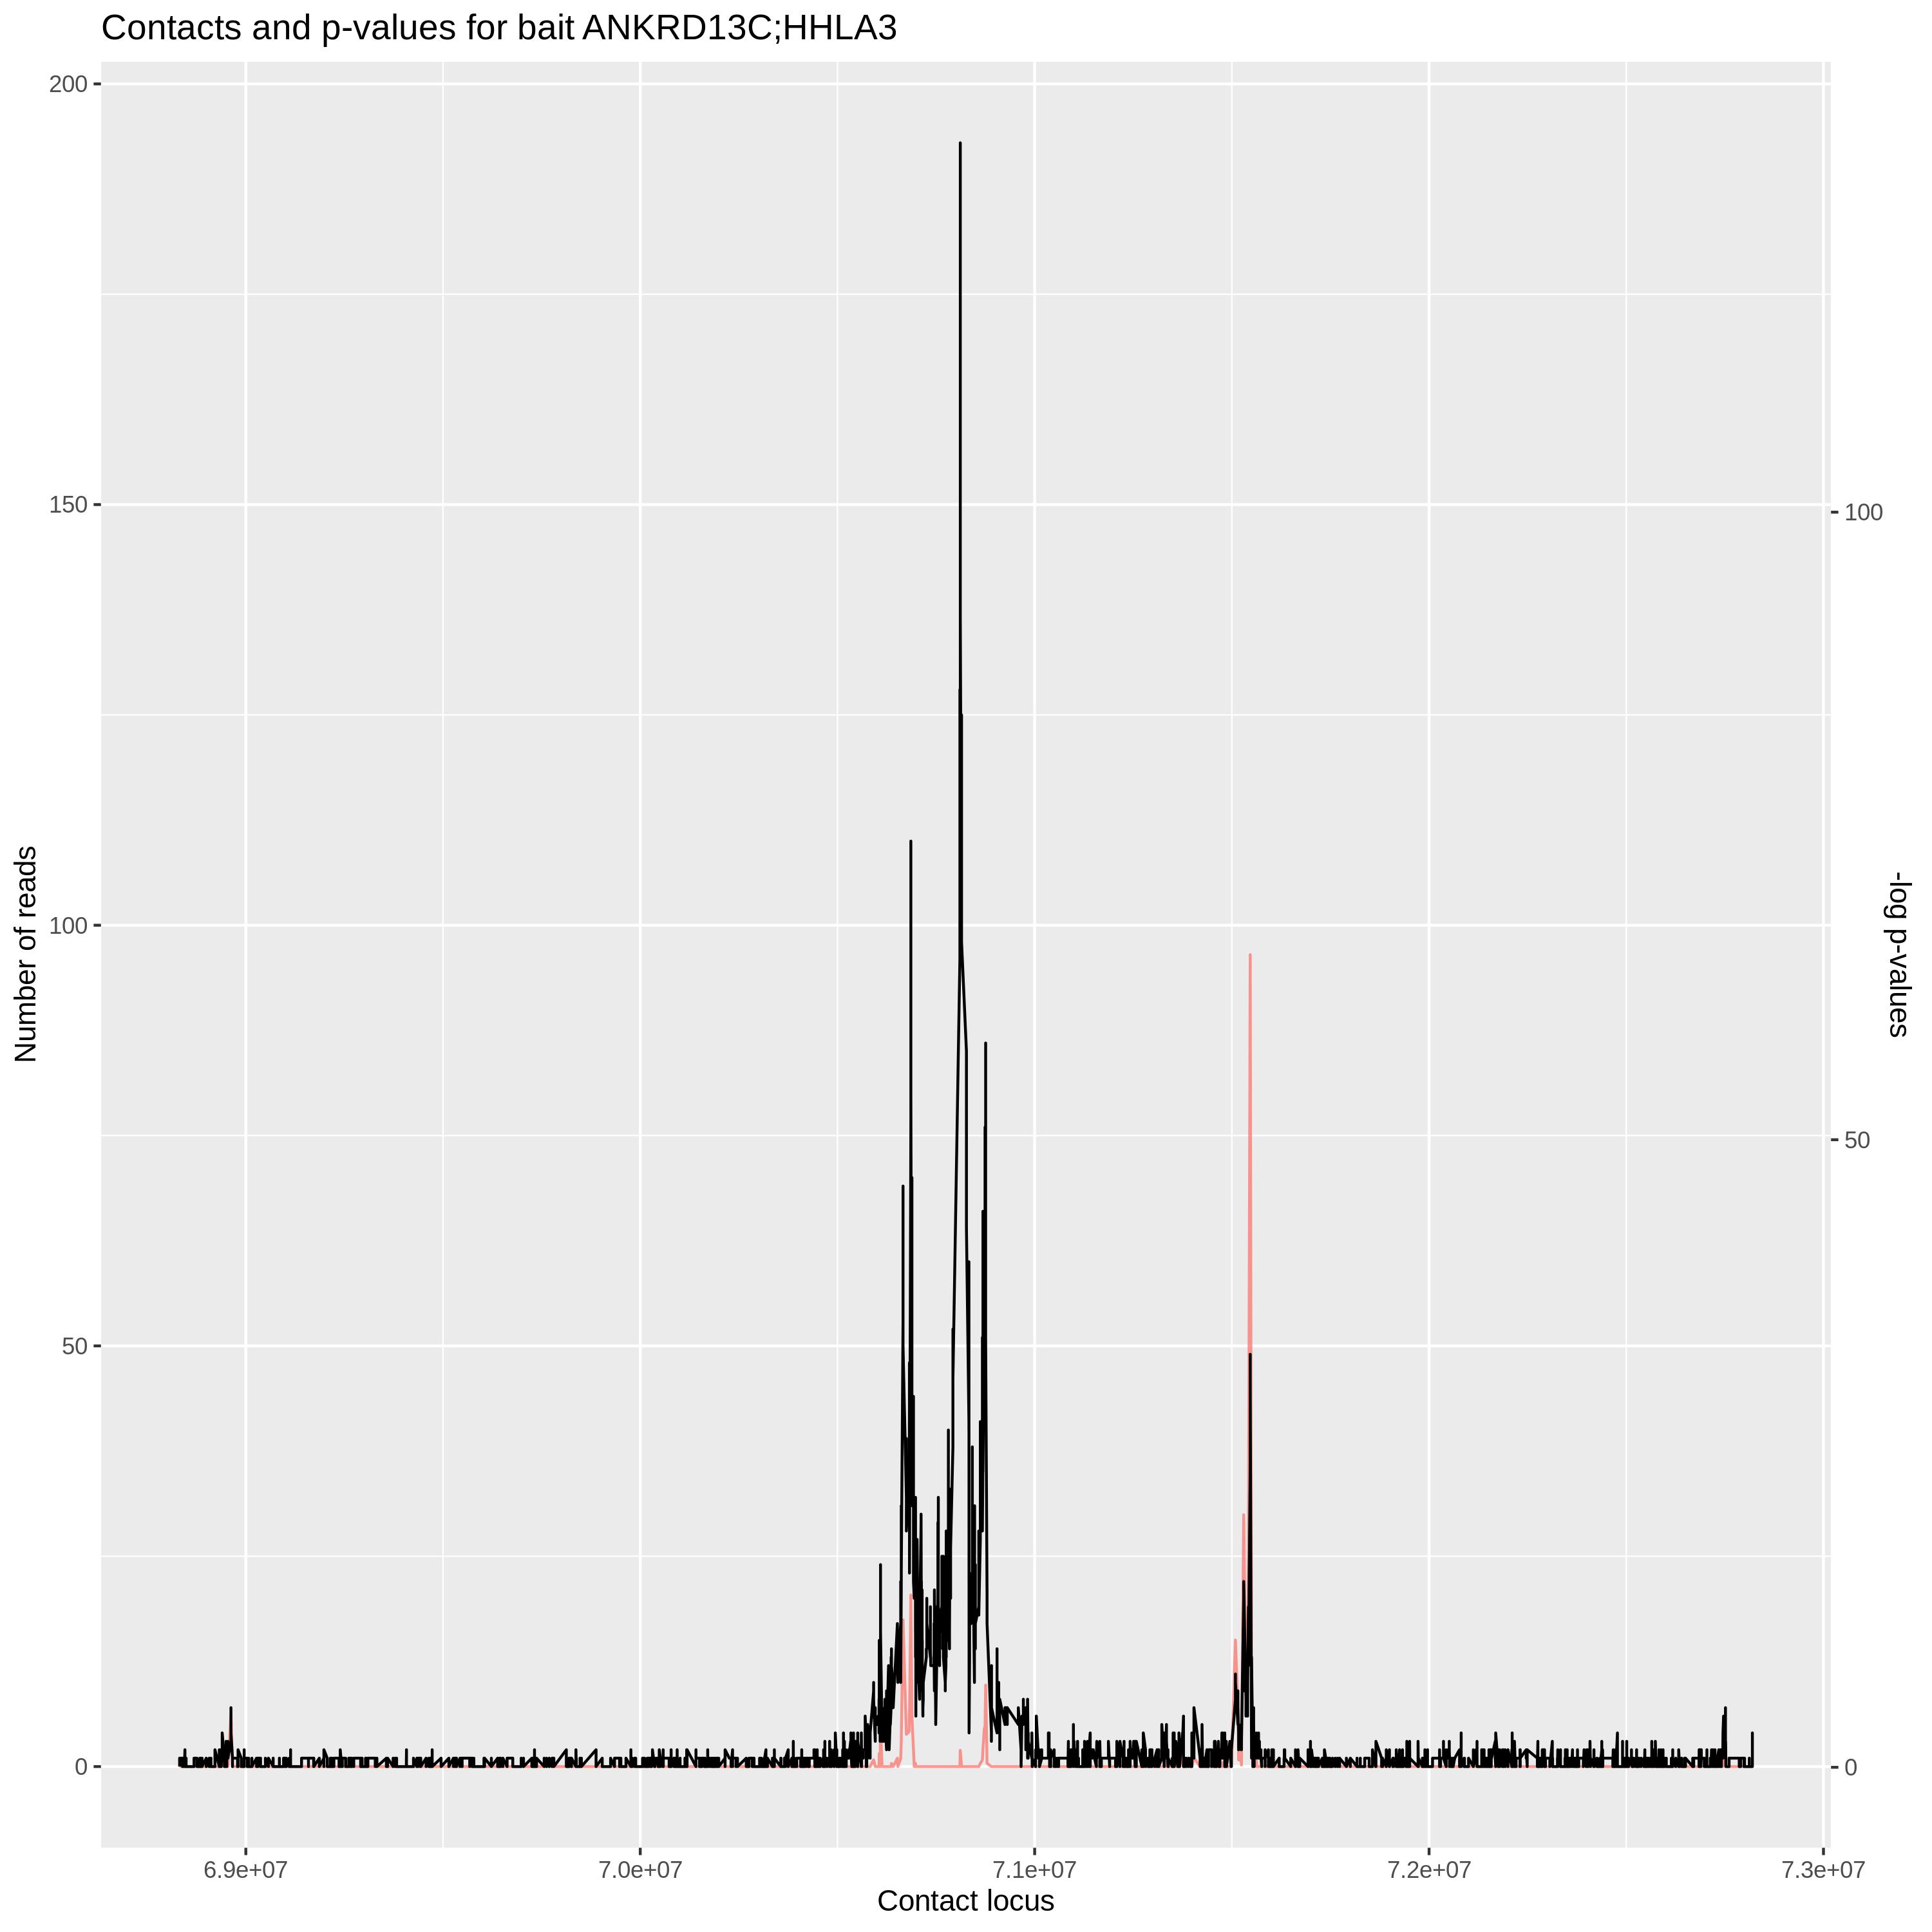 Contacts and p-values for bait ANKRD13C;HHLA3
200
150
100
50
0
Number of reads
100
50
0
-log p-values
6.9e+07
7.0e+07
7.1e+07
7.2e+07
7.3e+07
Contact locus